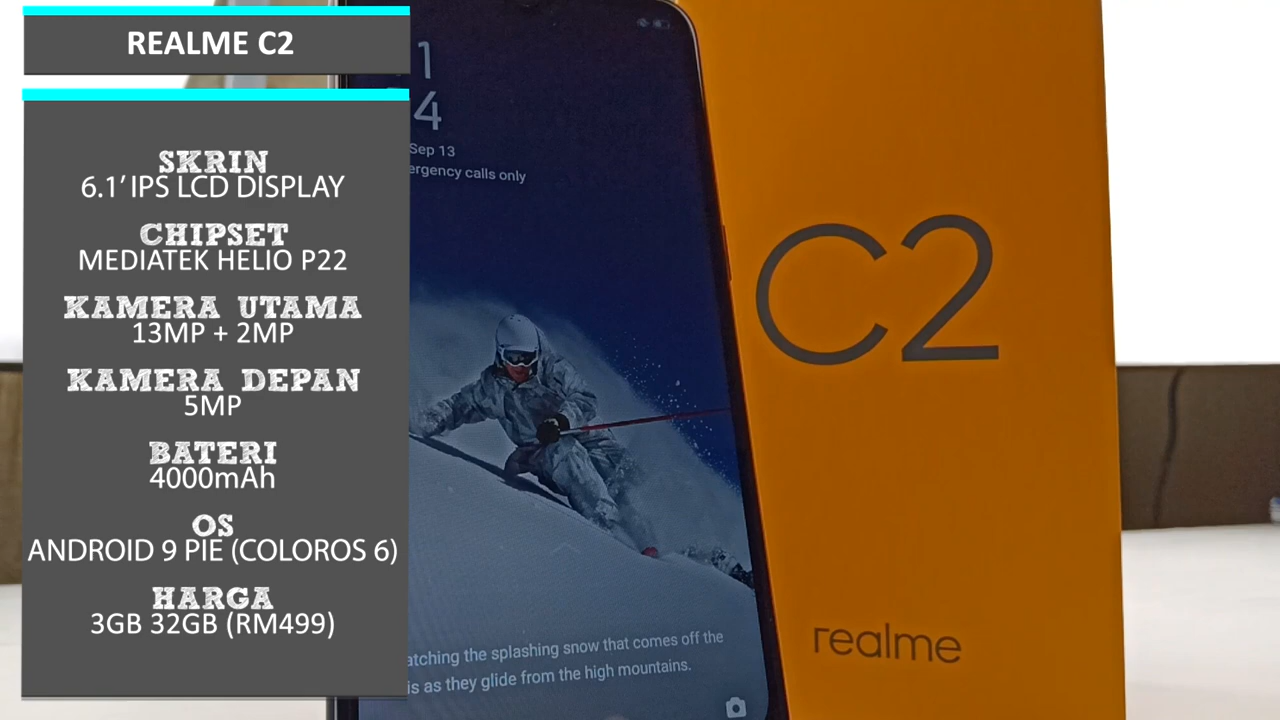 REALME C2
SKRIN
6.1' IPS LCD DISPLAY
CHIPSET
MEDIATEK HELIO P22
KAMERA UTAMA
13MP + 2MP
KAMERA DEPAN
5MP
BATERI
4000mAh
OS
ANDROID 9 PIE (COLOROS 6)
HARGA
3GB 32GB (RM499)
1
4
Sep 13
ergency calls only
atching the splashing snow that comes off the
is as they glide from the high mountains.
C2
realme